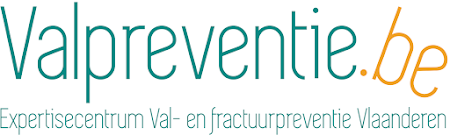 Valpreventie.be
Expertisecentrum Val- en fractuurpreventie Vlaanderen